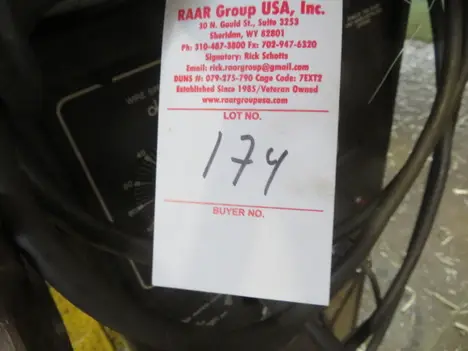 RAAR Group USA, Inc.
30 N. Gould St., Suite 3253
Sheridan, WY 82801
Ph: 310-487-3800 Fx: 702-947-6320
Signatory: Rick Schotts
Email: rick.raargroup@gmail.com
DUNS #: 079-275-790 Cage Code: 7EXT2
Established Since 1985/Veteran Owned
www.raargroupusa.com
LOT NO.
174
BUYER NO.
WIRE